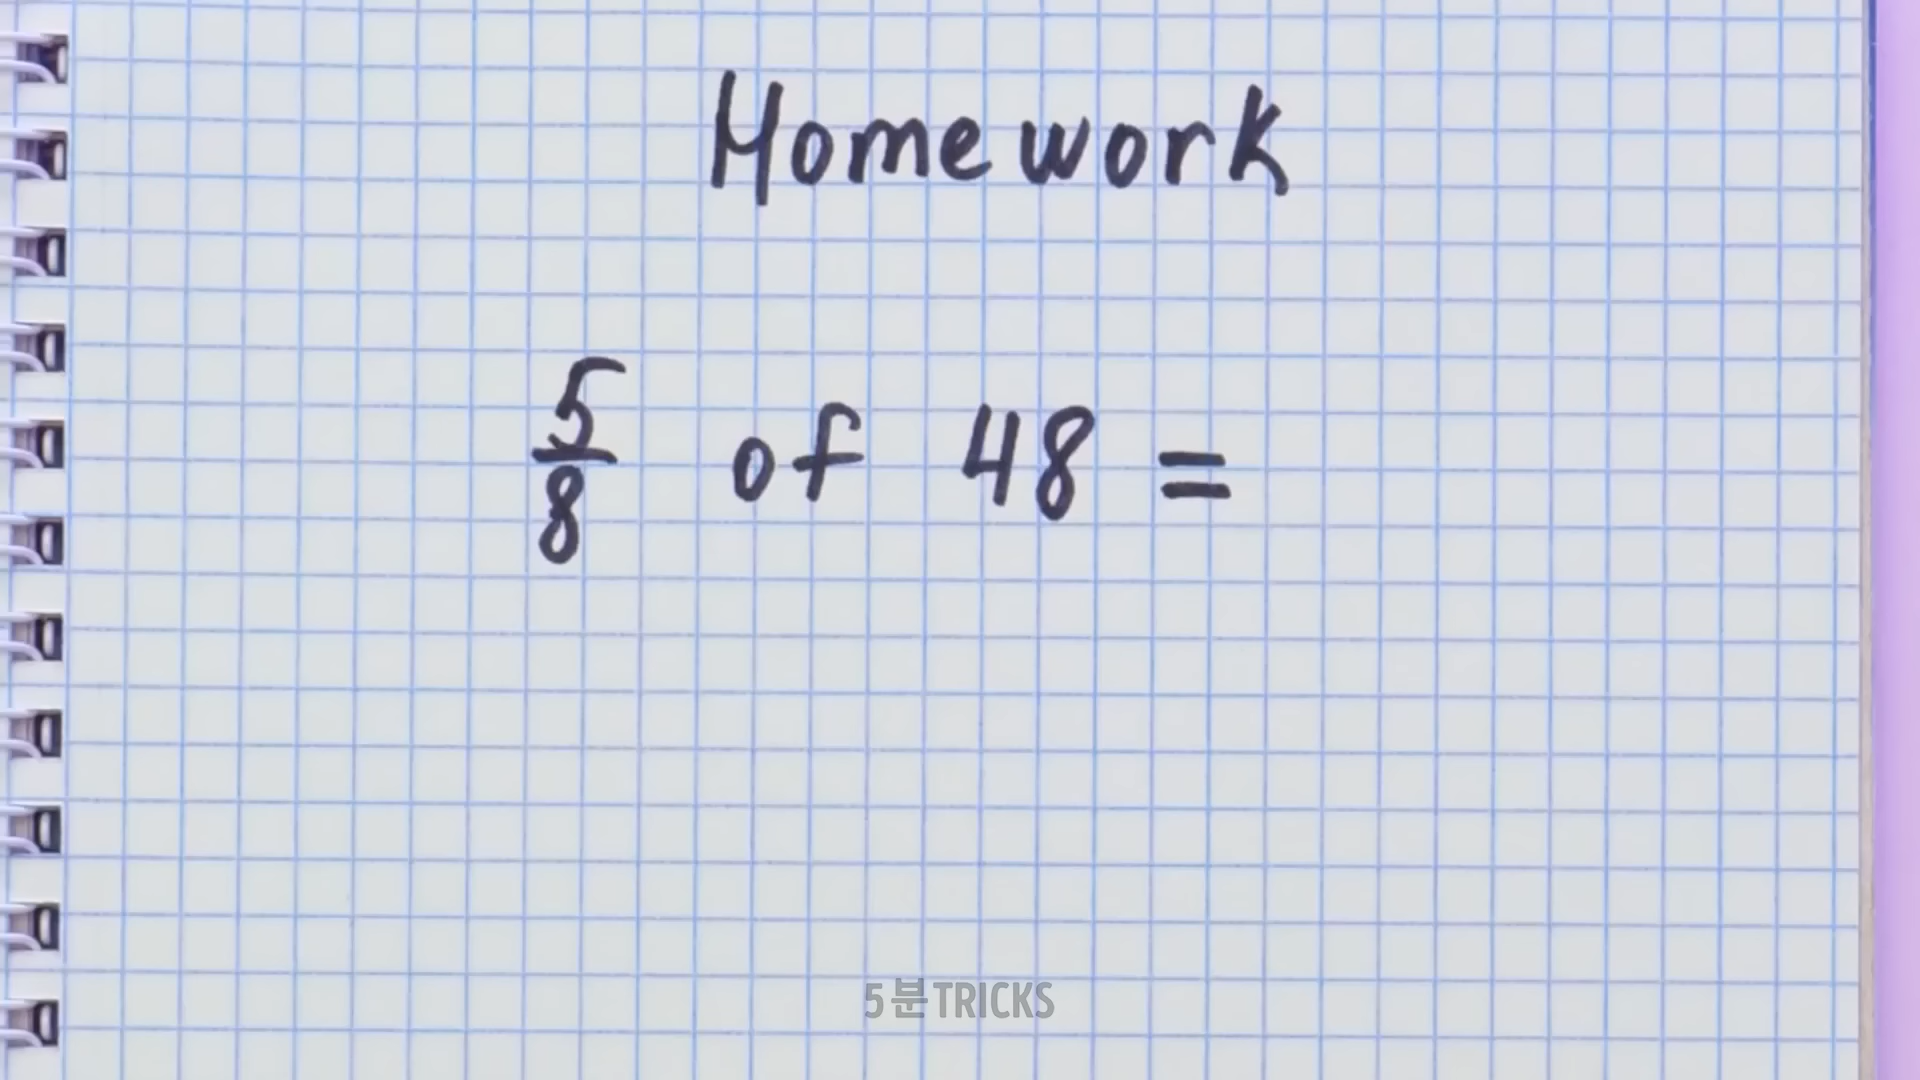 Homework
5/8 of 48 =
5분TRICKS